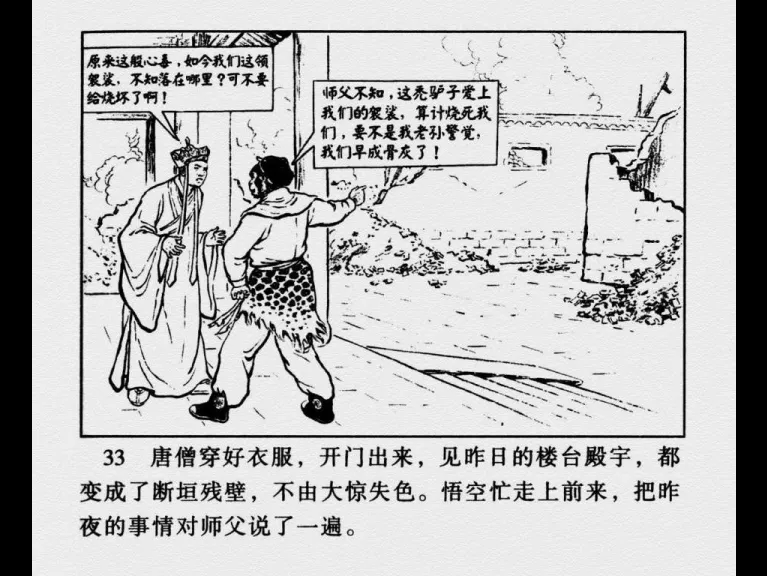 原来这般心毒，如今我们这领
袈裟，不知落在哪里？可不要
给烧坏了啊！
师父不知，这秃驴子爱上
我们的袈裟，算计烧死我
们，要不是我老孙警觉，
我们早成骨灰了！
33 唐僧穿好衣服，开门出来，见昨日的楼台殿宇，都
变成了断垣残壁，不由大惊失色。悟空忙走上前来，把昨
夜的事情对师父说了一遍。